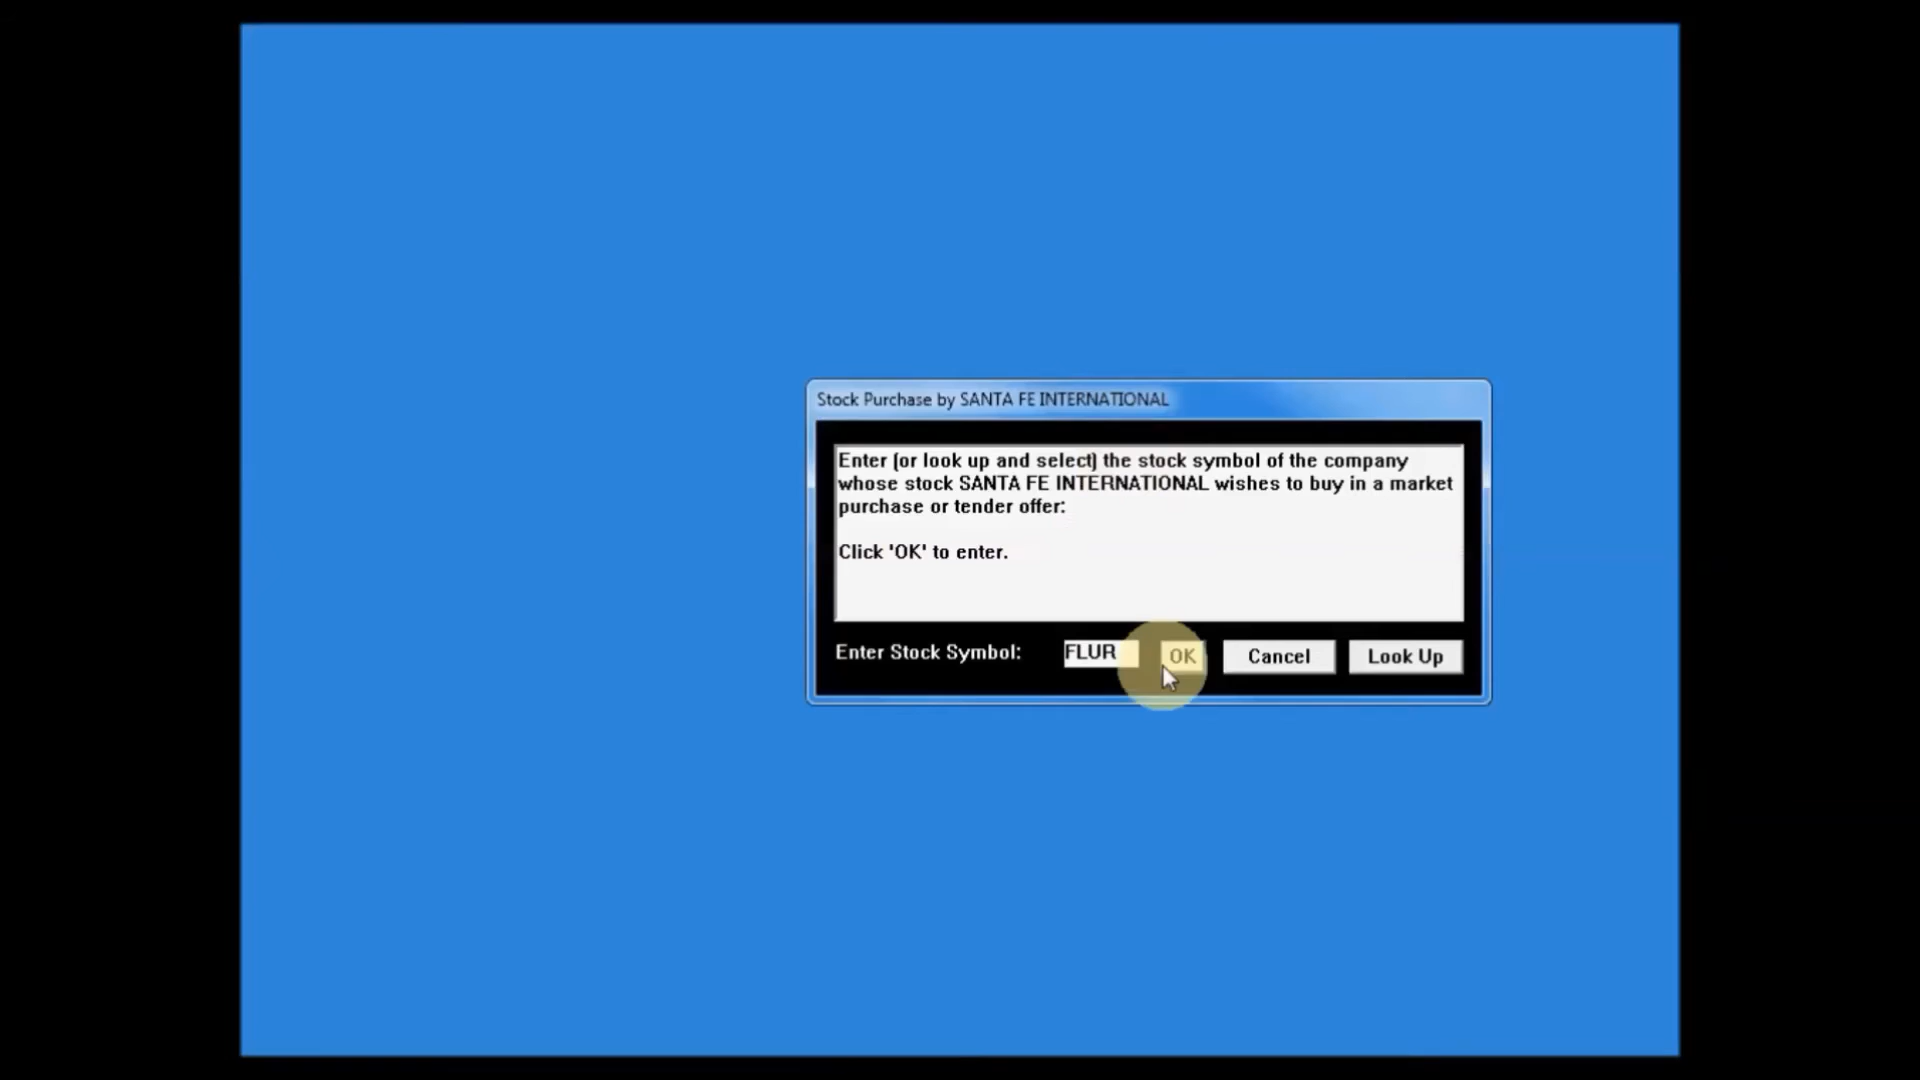 Stock Purchase by SANTA FE INTERNATIONAL
Enter (or look up and select) the stock symbol of the company
whose stock SANTA FE INTERNATIONAL wishes to buy in a market
purchase or tender offer:
Click 'OK' to enter.
Enter Stock Symbol: FLUR OK Cancel Look Up